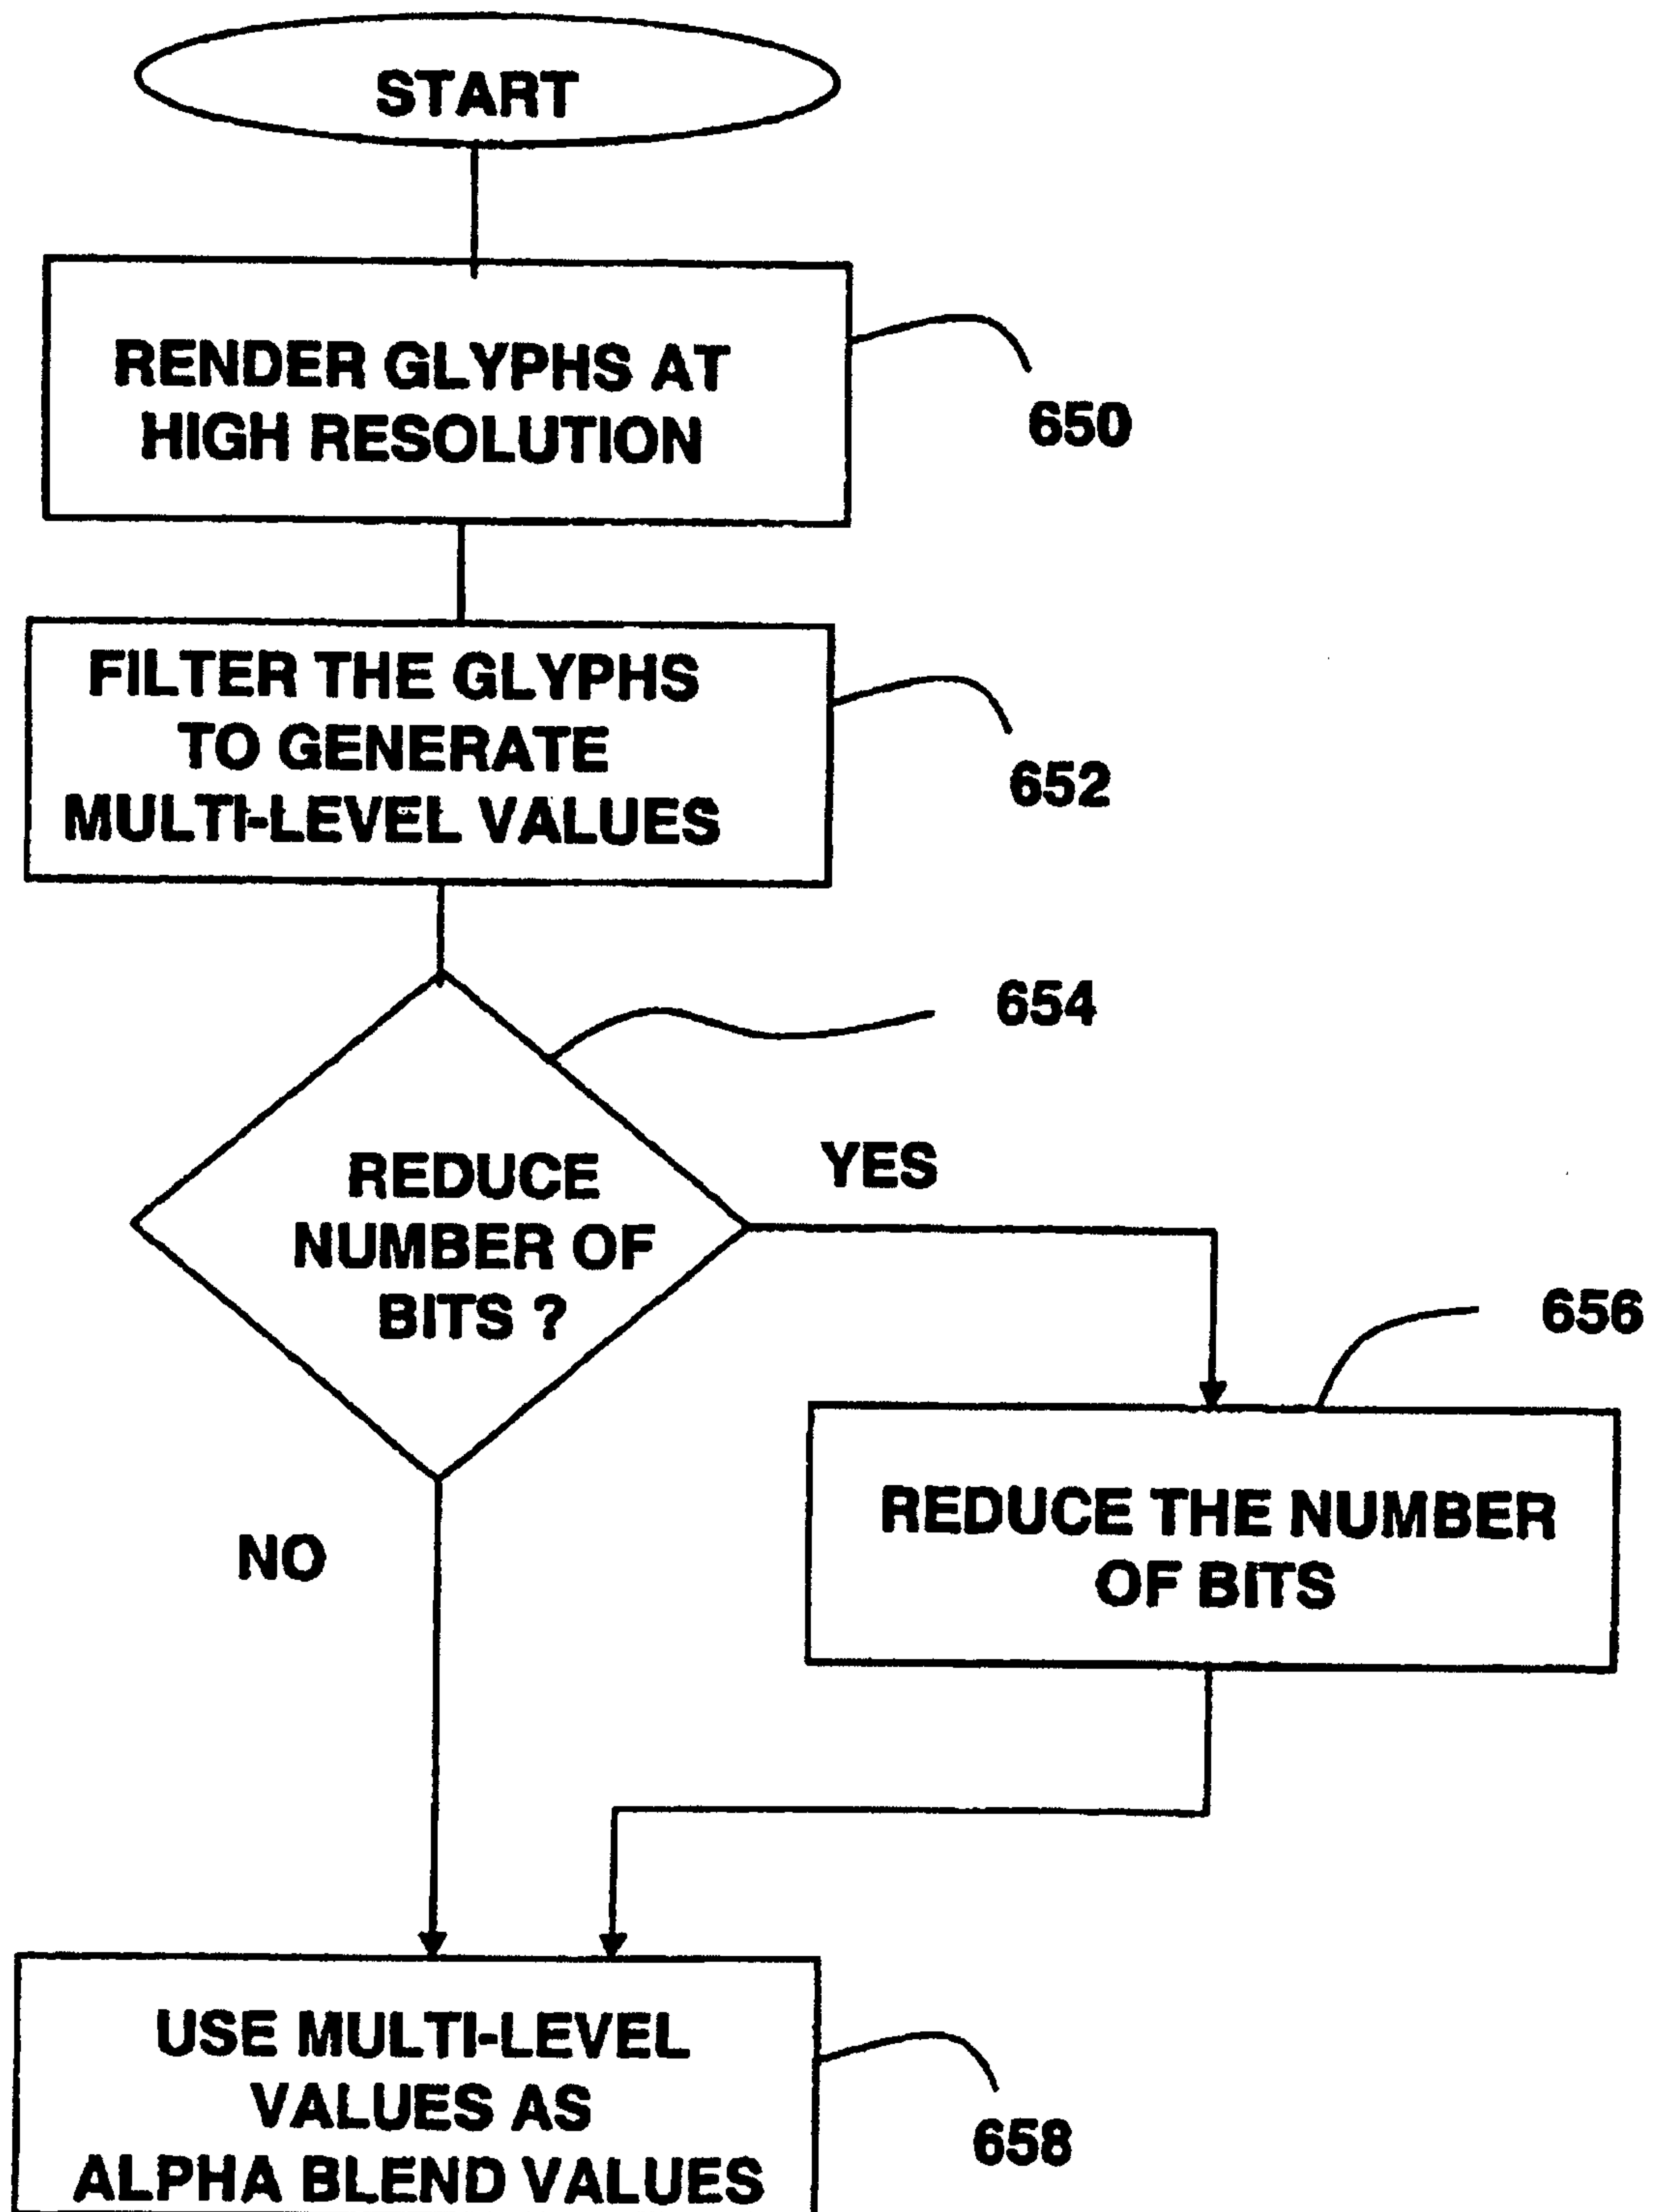 START
RENDER GLYPHS AT
HIGH RESOLUTION
650
FILTER THE GLYPHS
TO GENERATE
MULTI-LEVEL VALUES
652
654
REDUCE
NUMBER OF
BITS ?
YES
656
REDUCE THE NUMBER
OF BITS
NO
USE MULTI-LEVEL
VALUES AS
ALPHA BLEND VALUES
658